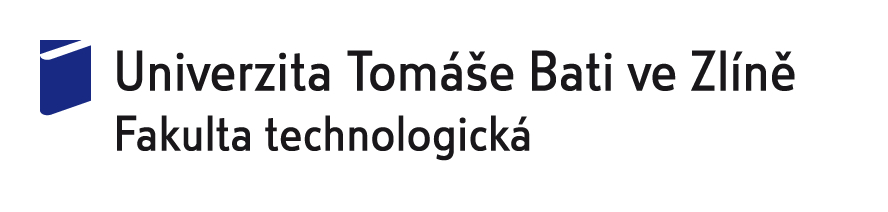 Univerzita Tomáše Bati ve Zlíně
Fakulta technologická